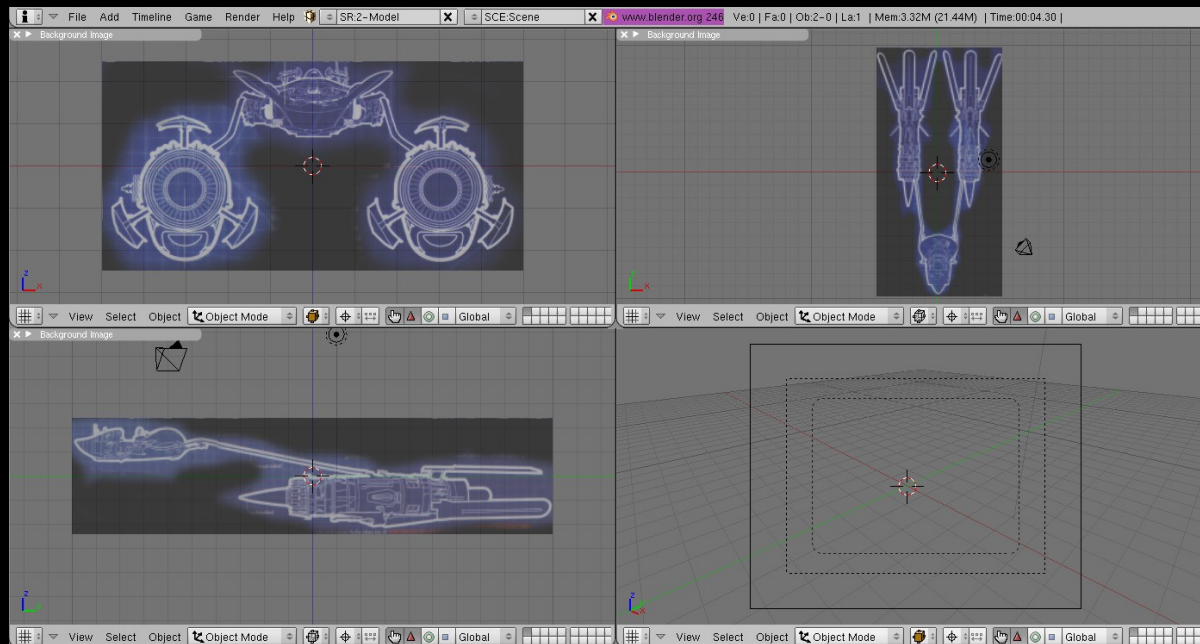 File Add Timeline Game Render Help SR:2-Model SCE:Scene www.blender.org 246 Ve:0 | Fa:0 | Ob:2-0 | La:1 | Mem:3.32M (21.44M) | Time:00:04.30 |
Background Image
Background Image
z
x
y
x
View Select Object Object Mode Global
View Select Object Object Mode Global
Background Image
z
y
z
x
View Select Object Object Mode Global
View Select Object Object Mode Global